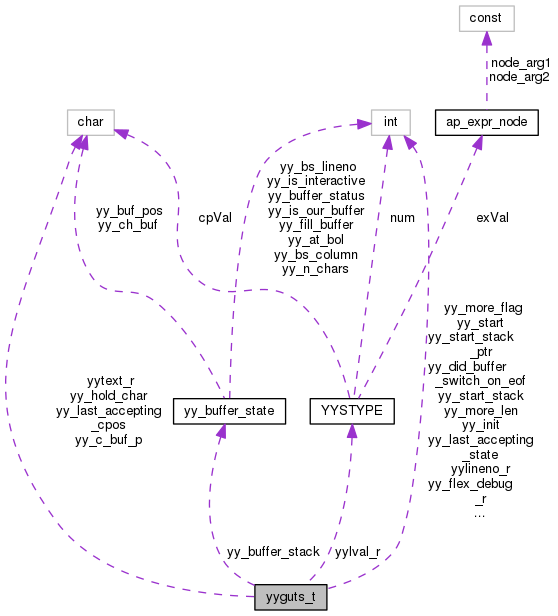 const
node_arg1
node_arg2
char
int
ap_expr_node
yy_buf_pos
yy_ch_buf
cpVal
yy_bs_lineno
yy_is_interactive
yy_buffer_status
yy_is_our_buffer
yy_fill_buffer
yy_at_bol
yy_bs_column
yy_n_chars
num
exVal
yy_more_flag
yy_start
yy_start_stack
_ptr
yy_did_buffer
_switch_on_eof
yy_start_stack
yy_more_len
yy_init
yy_last_accepting
_state
yylineno_r
yy_flex_debug
_r
...
yytext_r
yy_hold_char
yy_last_accepting
_cpos
yy_c_buf_p
yy_buffer_state
YYSTYPE
yy_buffer_stack
yylval_r
yyguts_t